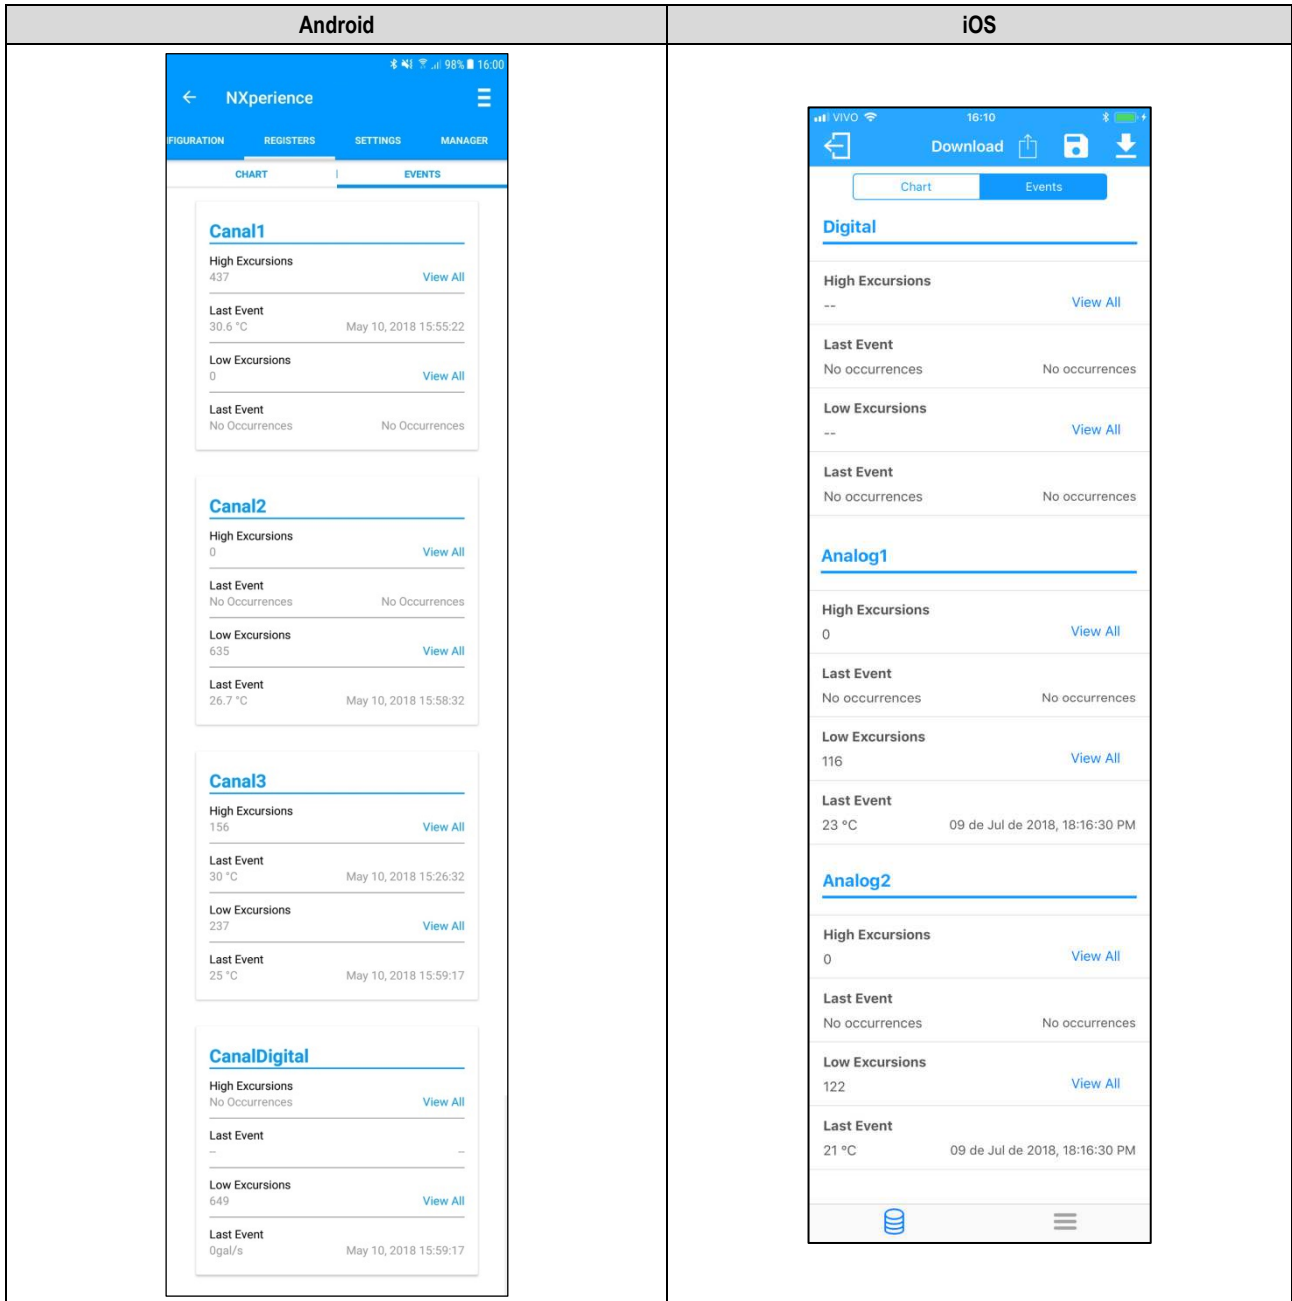 Android
iOS
98% 16:00
NXperience
FIGURATION REGISTERS SETTINGS MANAGER
CHART EVENTS
Canal1
High Excursions
437 View All
Last Event
30.6 °C May 10, 2018 15:55:22
Low Excursions
0 View All
Last Event
No Occurrences No Occurrences
Canal2
High Excursions
0 View All
Last Event
No Occurrences No Occurrences
Low Excursions
635 View All
Last Event
26.7 °C May 10, 2018 15:58:32
Canal3
High Excursions
156 View All
Last Event
30 °C May 10, 2018 15:26:32
Low Excursions
237 View All
Last Event
25 °C May 10, 2018 15:59:17
CanalDigital
High Excursions
No Occurrences View All
Last Event
– –
Low Excursions
649 View All
Last Event
0gal/s May 10, 2018 15:59:17
VIVO 16:10
Download
Chart Events
Digital
High Excursions
-- View All
Last Event
No occurrences No occurrences
Low Excursions
-- View All
Last Event
No occurrences No occurrences
Analog1
High Excursions
0 View All
Last Event
No occurrences No occurrences
Low Excursions
116 View All
Last Event
23 ºC 09 de Jul de 2018, 18:16:30 PM
Analog2
High Excursions
0 View All
Last Event
No occurrences No occurrences
Low Excursions
122 View All
Last Event
21 ºC 09 de Jul de 2018, 18:16:30 PM